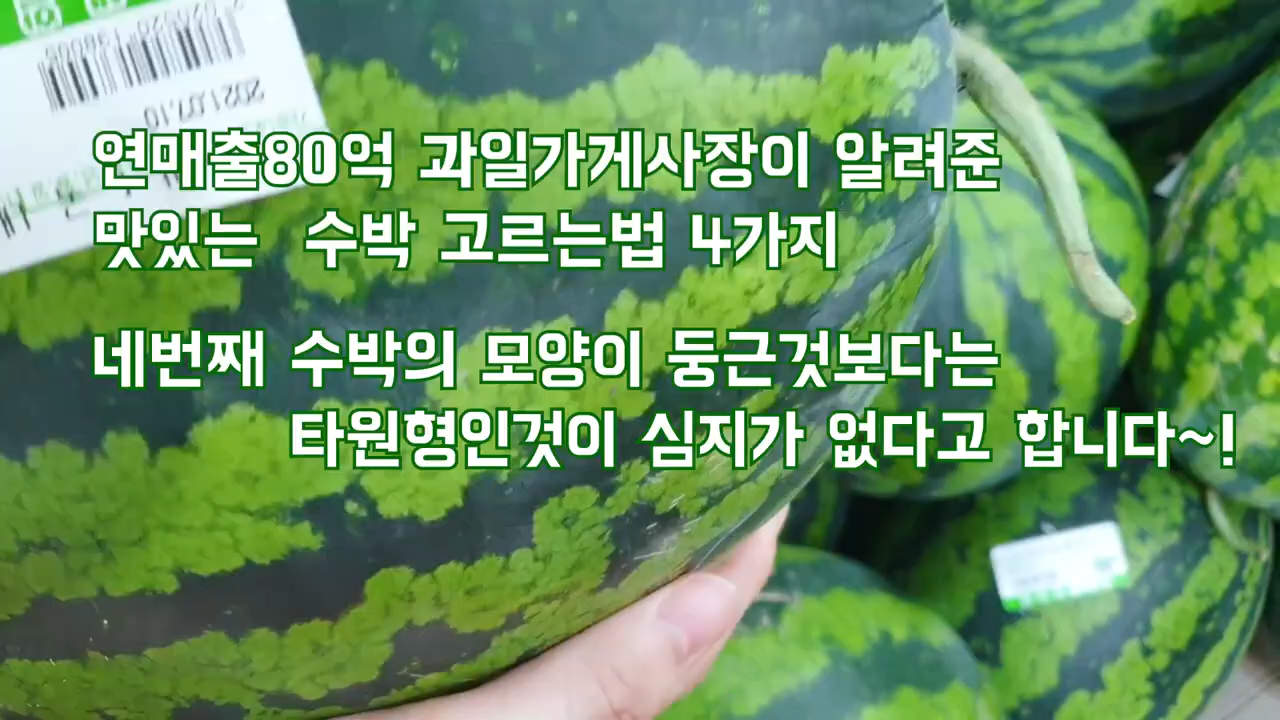 2021.07.10
연매출80억 과일가게사장이 알려준
맛있는 수박 고르는법 4가지
네번째 수박의 모양이 둥근것보다는
타원형인것이 심지가 없다고 합니다~!